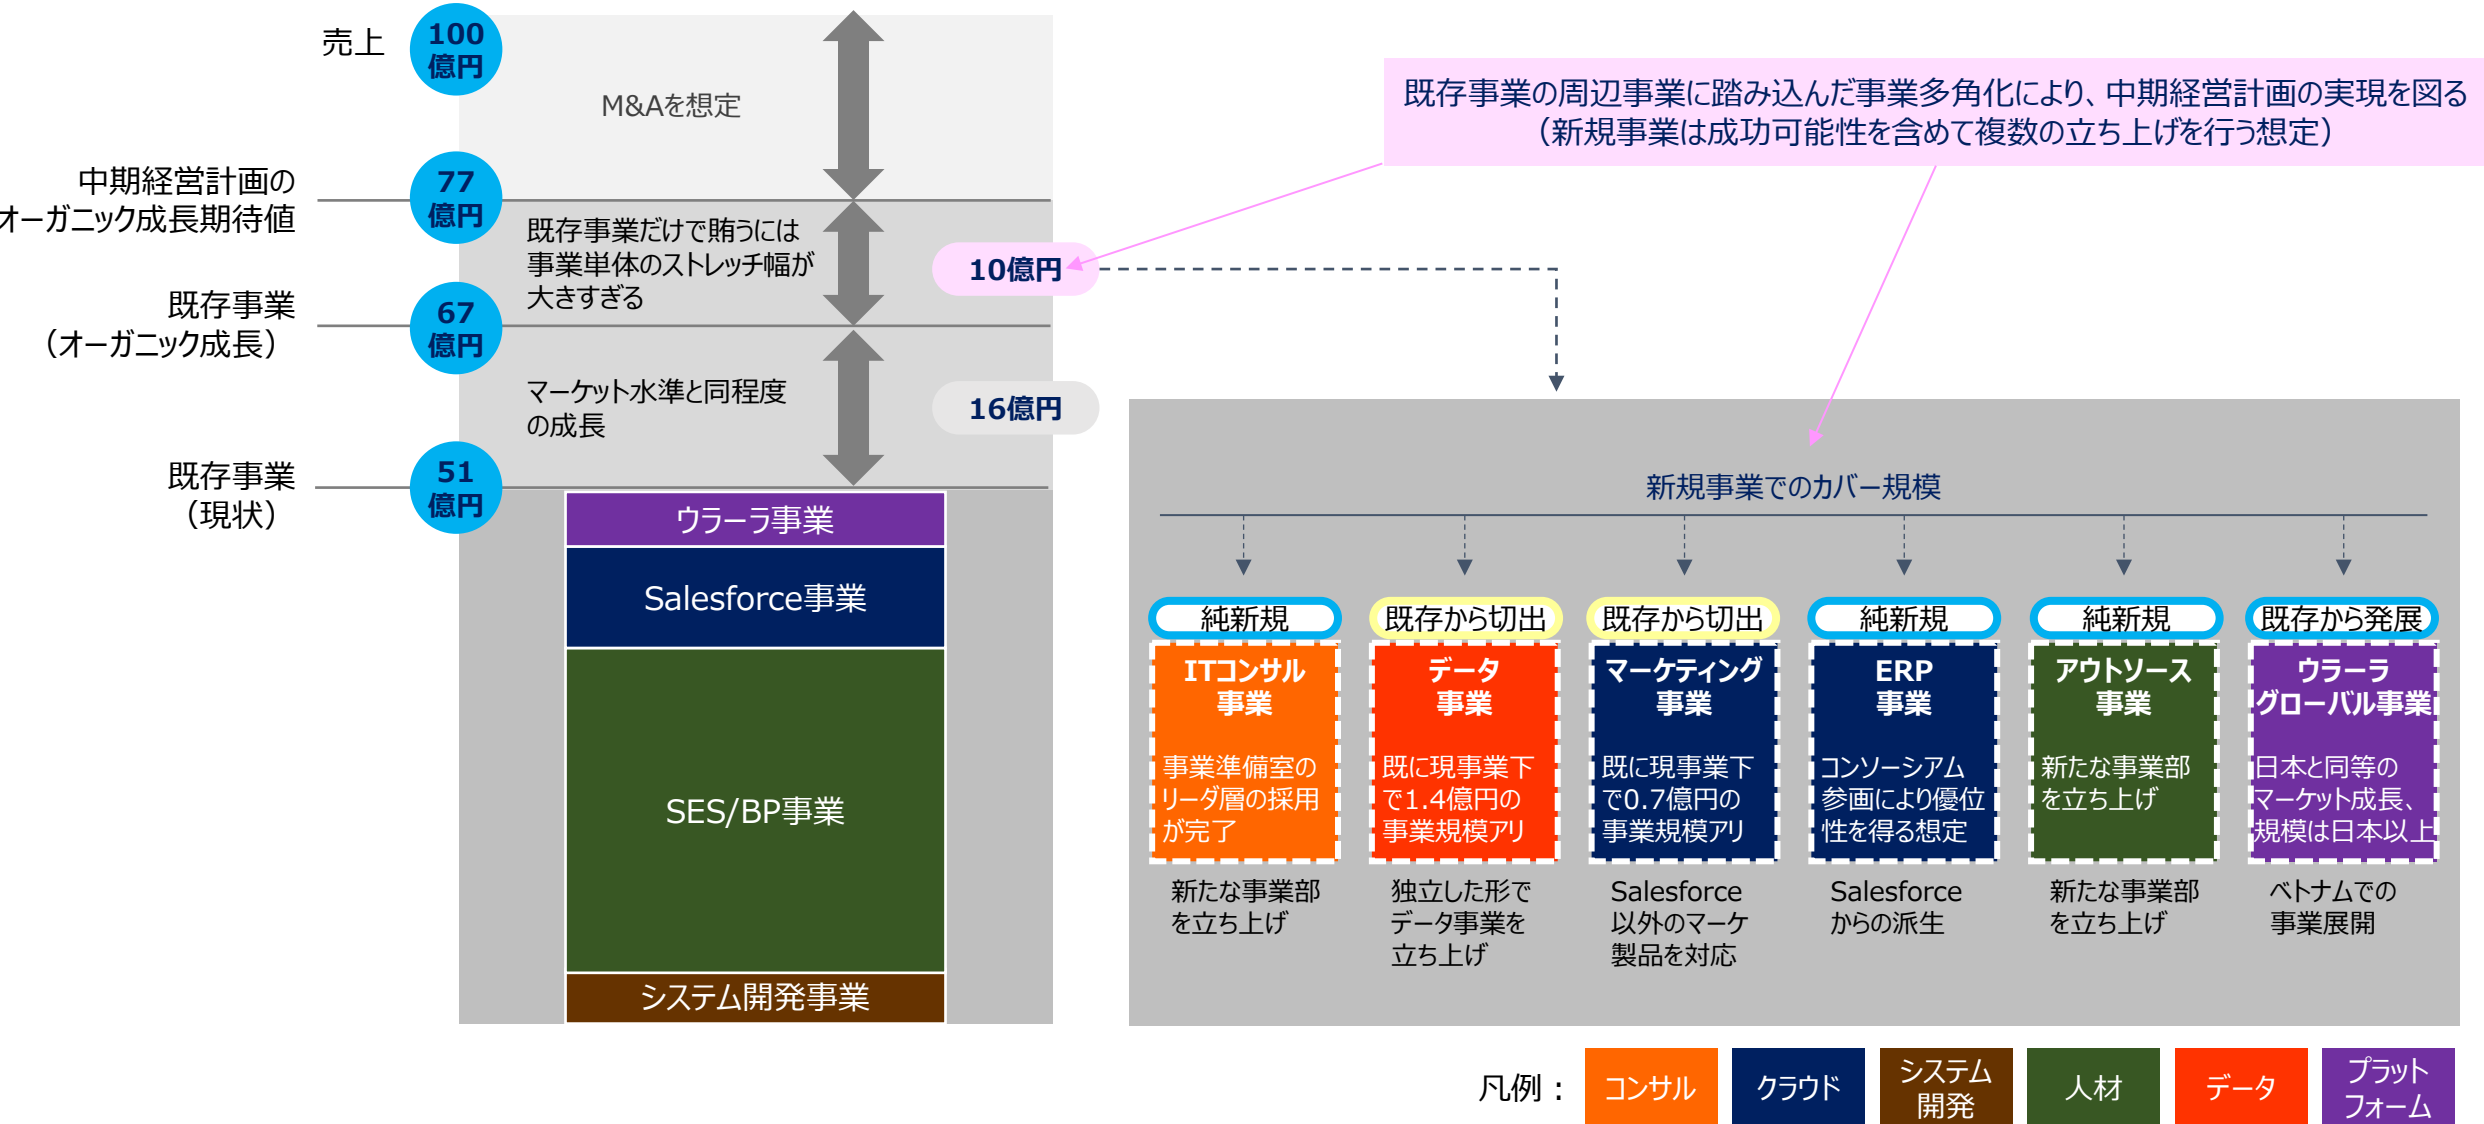 売上
100
億円
M&Aを想定
中期経営計画の
オーガニック成長期待値
77
億円
既存事業だけで賄うには
事業単体のストレッチ幅が
大きすぎる
10億円
既存事業
（オーガニック成長）
67
億円
マーケット水準と同程度
の成長
16億円
既存事業
（現状）
51
億円
ウラーラ事業
Salesforce事業
SES/BP事業
システム開発事業
既存事業の周辺事業に踏み込んだ事業多角化により、中期経営計画の実現を図る
（新規事業は成功可能性を含めて複数の立ち上げを行う想定）
新規事業でのカバー規模
純新規
ITコンサル
事業
事業準備室の
リーダ層の採用
が完了
新たな事業部
を立ち上げ
既存から切出
データ
事業
既に現事業下
で1.4億円の
事業規模アリ
独立した形で
データ事業を
立ち上げ
既存から切出
マーケティング
事業
既に現事業下
で0.7億円の
事業規模アリ
Salesforce
以外のマーケ
製品を対応
純新規
ERP
事業
コンソーシアム
参画により優位
性を得る想定
Salesforce
からの派生
純新規
アウトソース
事業
新たな事業部
を立ち上げ
新たな事業部
を立ち上げ
既存から発展
ウラーラ
グローバル事業
日本と同等の
マーケット成長、
規模は日本以上
ベトナムでの
事業展開
凡例：
コンサル
クラウド
システム
開発
人材
データ
プラット
フォーム